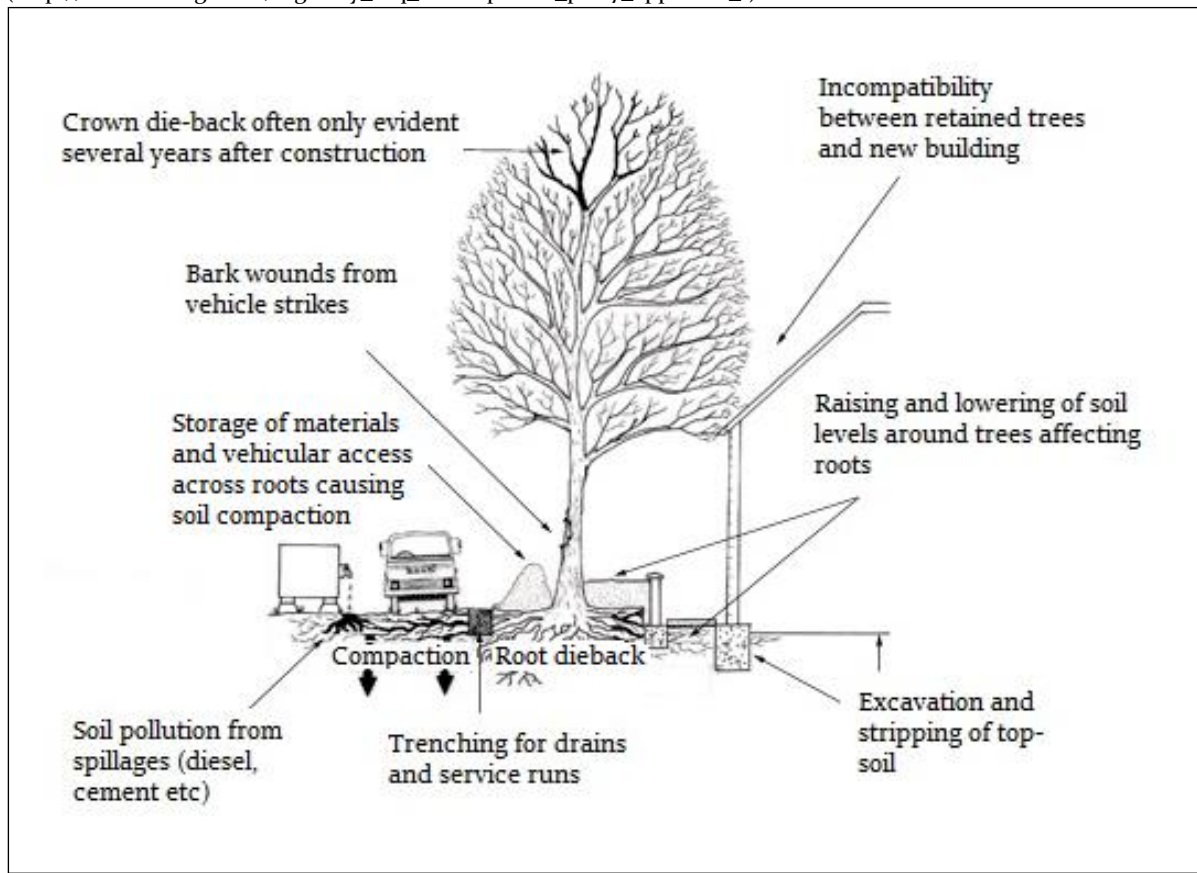 Crown die-back often only evident
several years after construction
Incompatibility
between retained trees
and new building
Bark wounds from
vehicle strikes
Storage of materials
and vehicular access
across roots causing
soil compaction
Raising and lowering of soil
levels around trees affecting
roots
Compaction
Root dieback
Soil pollution from
spillages (diesel,
cement etc)
Trenching for drains
and service runs
Excavation and
stripping of top-
soil